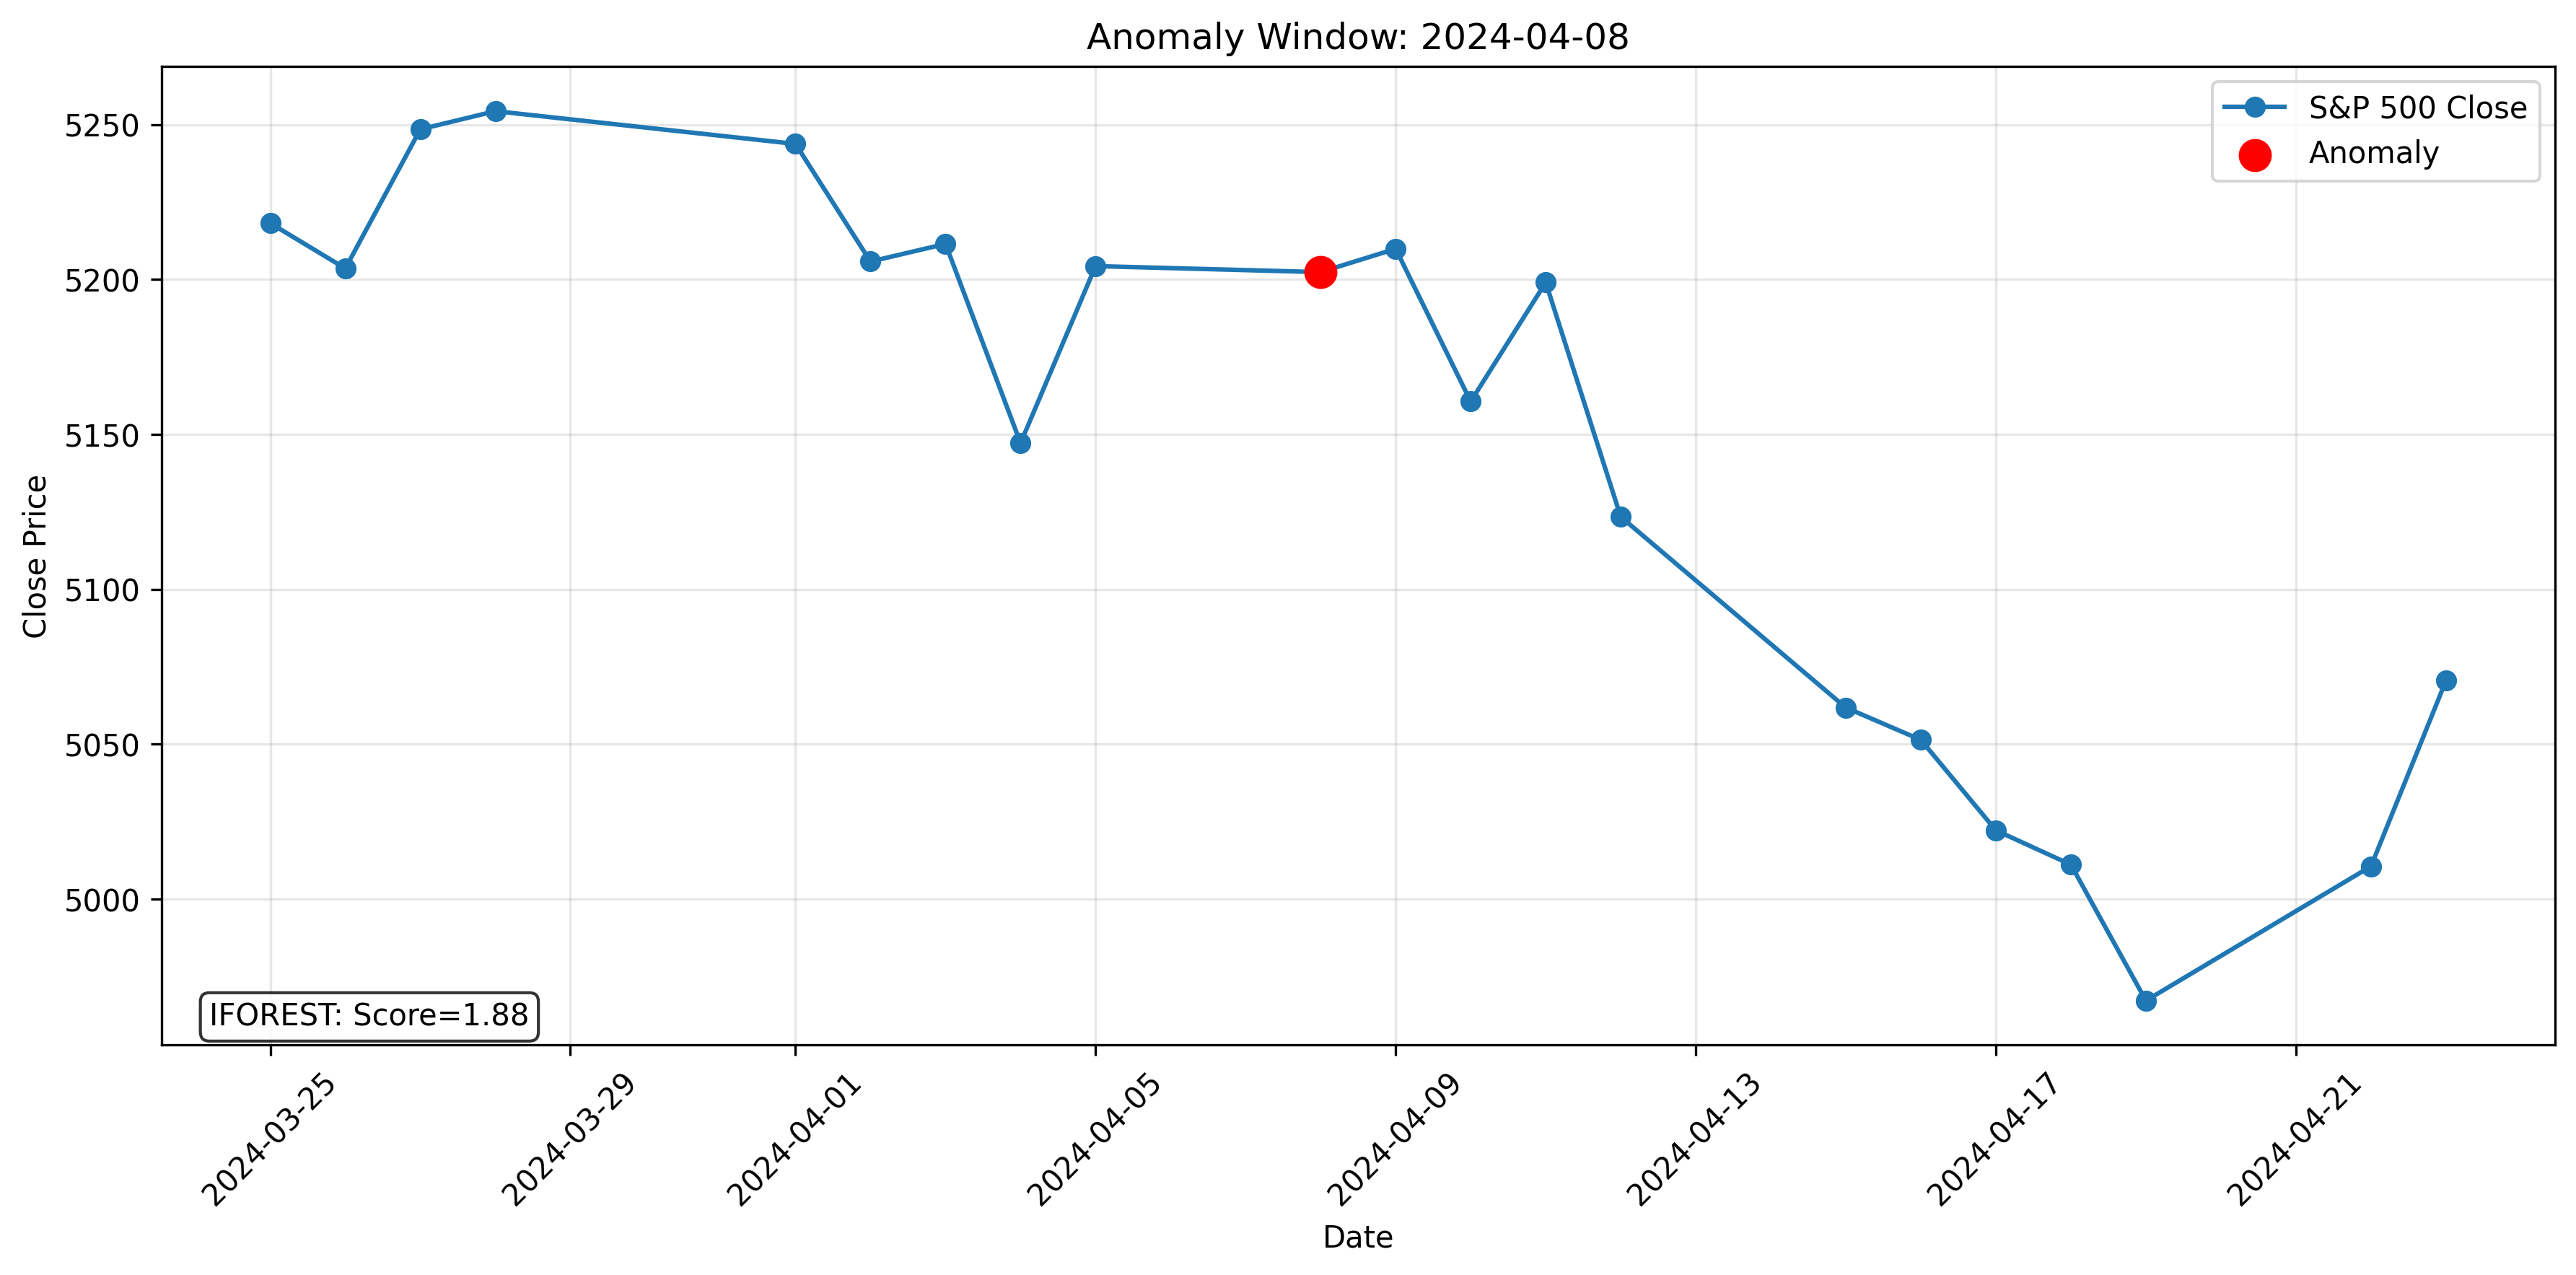 Anomaly Window: 2024-04-08
S&P 500 Close
Anomaly
5250
5200
5150
5100
5050
5000
Close Price
IFOREST: Score=1.88
2024-03-25
2024-03-29
2024-04-01
2024-04-05
2024-04-09
2024-04-13
2024-04-17
2024-04-21
Date